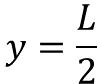 y = L/2